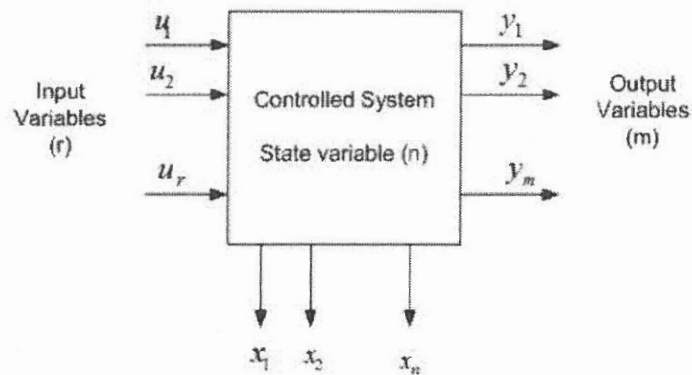 u₁
y₁
u₂
y₂
Input
Variables
(r)
Controlled System
State variable (n)
Output
Variables
(m)
uᵣ
yₘ
x₁ x₂ xₙ